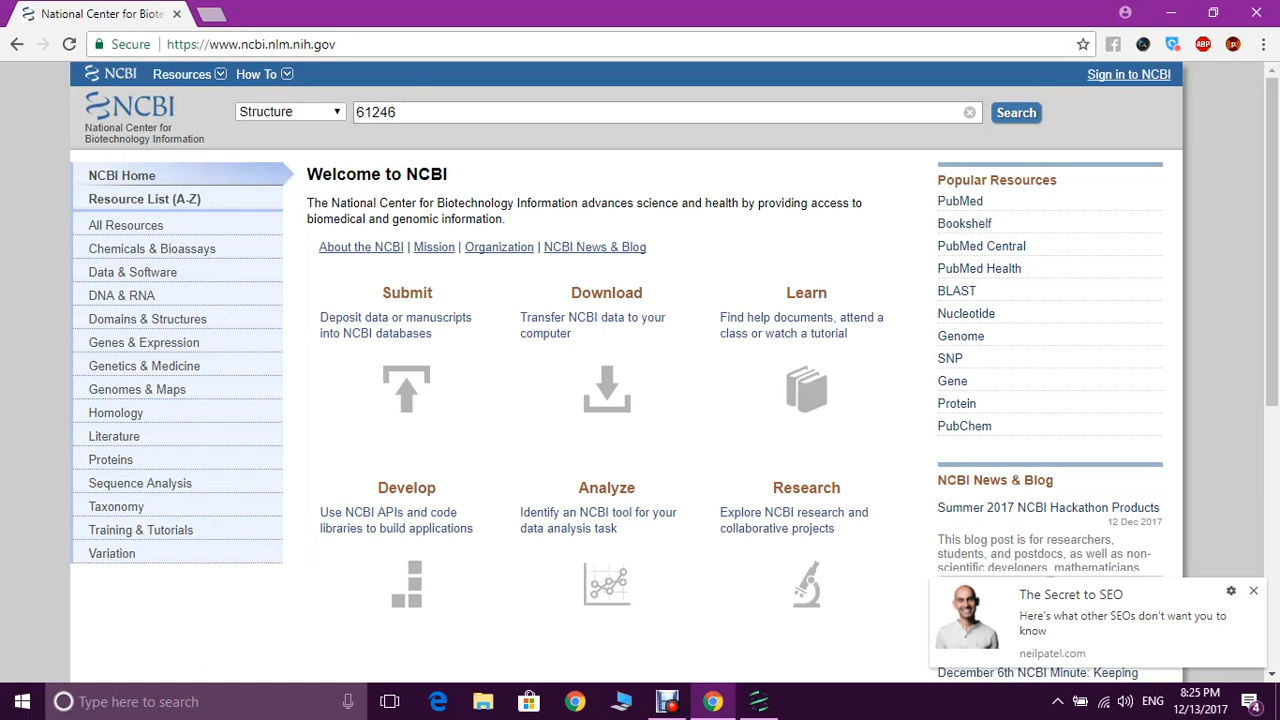 National Center for Biote
Secure
https://www.ncbi.nlm.nih.gov
ABP
NCBI
Resources
How To
Sign in to NCBI
NCBI
National Center for
Biotechnology Information
Structure
61246
Search
NCBI Home
Resource List (A-Z)
All Resources
Chemicals & Bioassays
Data & Software
DNA & RNA
Domains & Structures
Genes & Expression
Genetics & Medicine
Genomes & Maps
Homology
Literature
Proteins
Sequence Analysis
Taxonomy
Training & Tutorials
Variation
Welcome to NCBI
The National Center for Biotechnology Information advances science and health by providing access to
biomedical and genomic information.
About the NCBI | Mission | Organization | NCBI News & Blog
Submit
Deposit data or manuscripts
into NCBI databases
Download
Transfer NCBI data to your
computer
Learn
Find help documents, attend a
class or watch a tutorial
Develop
Use NCBI APIs and code
libraries to build applications
Analyze
Identify an NCBI tool for your
data analysis task
Research
Explore NCBI research and
collaborative projects
Popular Resources
PubMed
Bookshelf
PubMed Central
PubMed Health
BLAST
Nucleotide
Genome
SNP
Gene
Protein
PubChem
NCBI News & Blog
Summer 2017 NCBI Hackathon Products
12 Dec 2017
This blog post is for researchers,
students, and postdocs, as well as non-
scientific developers, mathematicians
The Secret to SEO
Here's what other SEOs don't want you to
know
neilpatel.com
December 6th NCBI Minute: Keeping
Type here to search
ENG
8:25 PM
12/13/2017
4